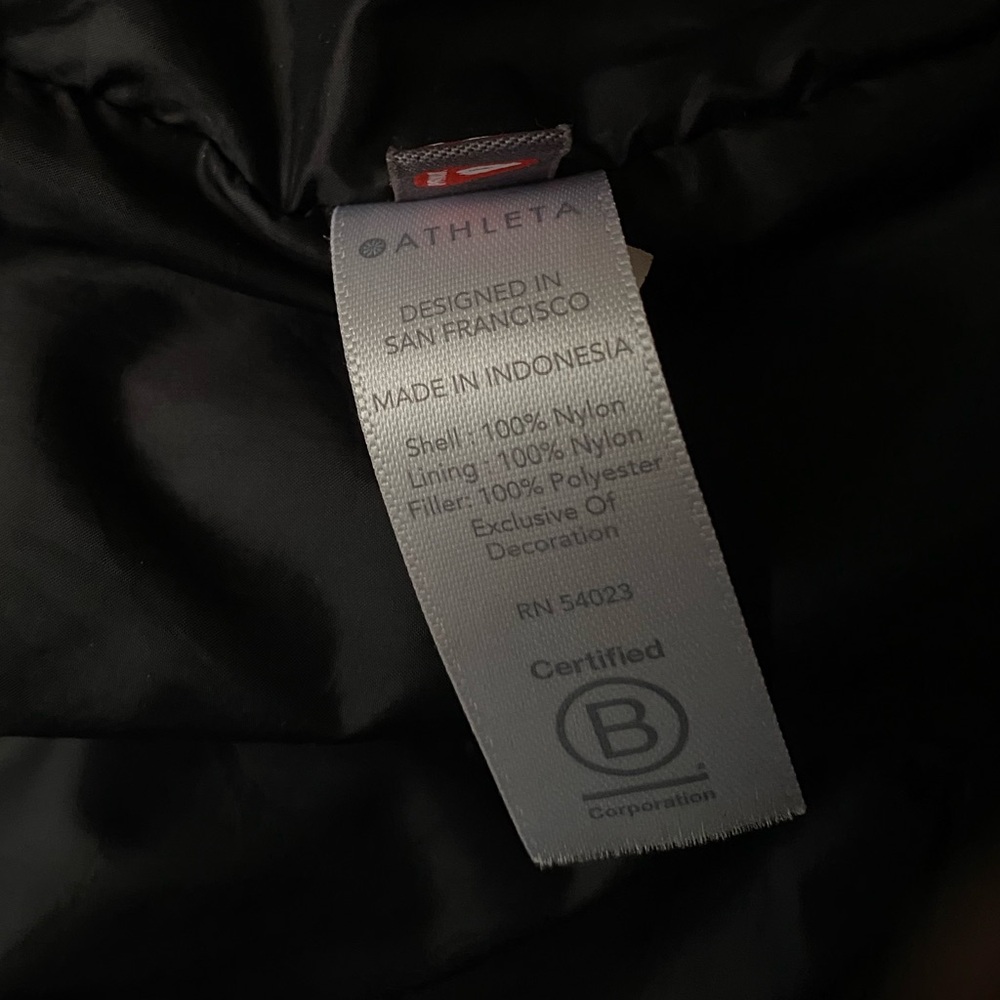 ATHLETA
DESIGNED IN
SAN FRANCISCO
MADE IN INDONESIA
Shell : 100% Nylon
Lining : 100% Nylon
Filler: 100% Polyester
Exclusive Of
Decoration
RN 54023
Certified
B
Corporation